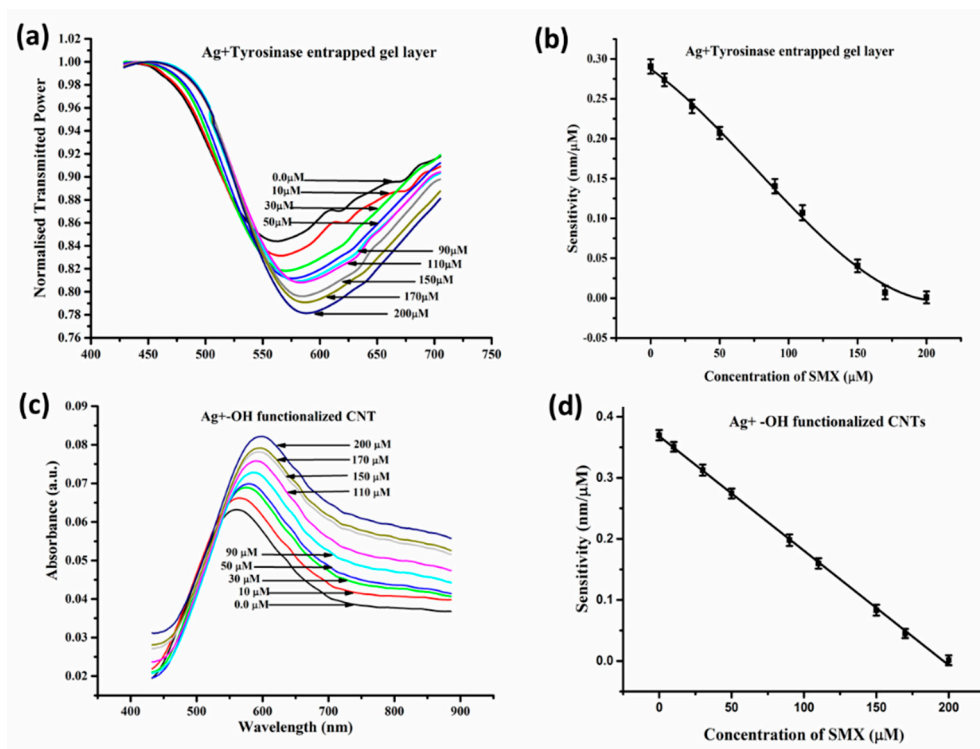 (a)
Ag+Tyrosinase entrapped gel layer
Normalised Transmitted Power
1.02
1.00
0.98
0.96
0.94
0.92
0.90
0.88
0.86
0.84
0.82
0.80
0.78
0.76
0.0μM
10μM
30μM
50μM
90μM
110μM
150μM
170μM
200μM
400 450 500 550 600 650 700 750
(b)
Ag+Tyrosinase entrapped gel layer
Sensitivity (nm/μM)
0.30
0.25
0.20
0.15
0.10
0.05
0.00
-0.05
0 50 100 150 200
Concentration of SMX (μM)
(c)
Ag+-OH functionalized CNT
Absorbance (a.u.)
0.09
0.08
0.07
0.06
0.05
0.04
0.03
0.02
200 μM
170 μM
150 μM
110 μM
90 μM
50 μM
30 μM
10 μM
0.0 μM
400 500 600 700 800 900
Wavelength (nm)
(d)
Ag+ -OH functionalized CNTs
Sensitivity (nm/μM)
0.4
0.3
0.2
0.1
0.0
0 50 100 150 200
Concentration of SMX (μM)